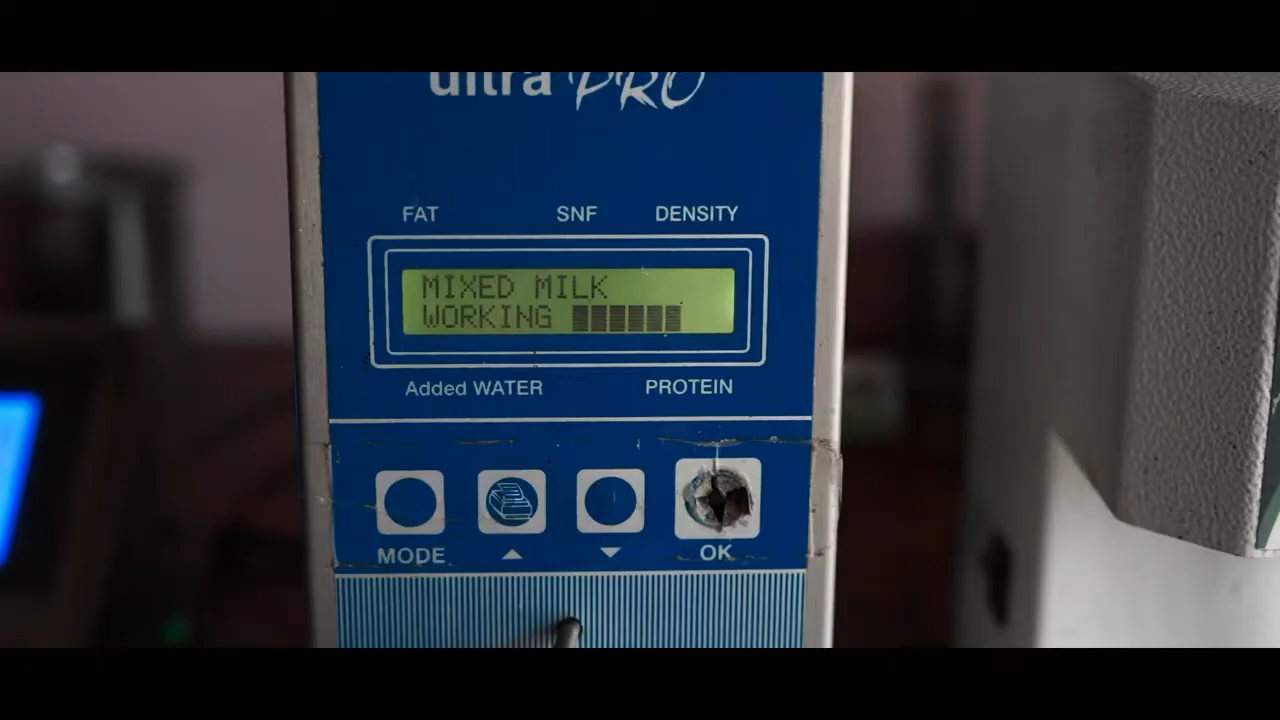 ultra PRO
FAT SNF DENSITY
MIXED MILK
WORKING
Added WATER PROTEIN
MODE OK